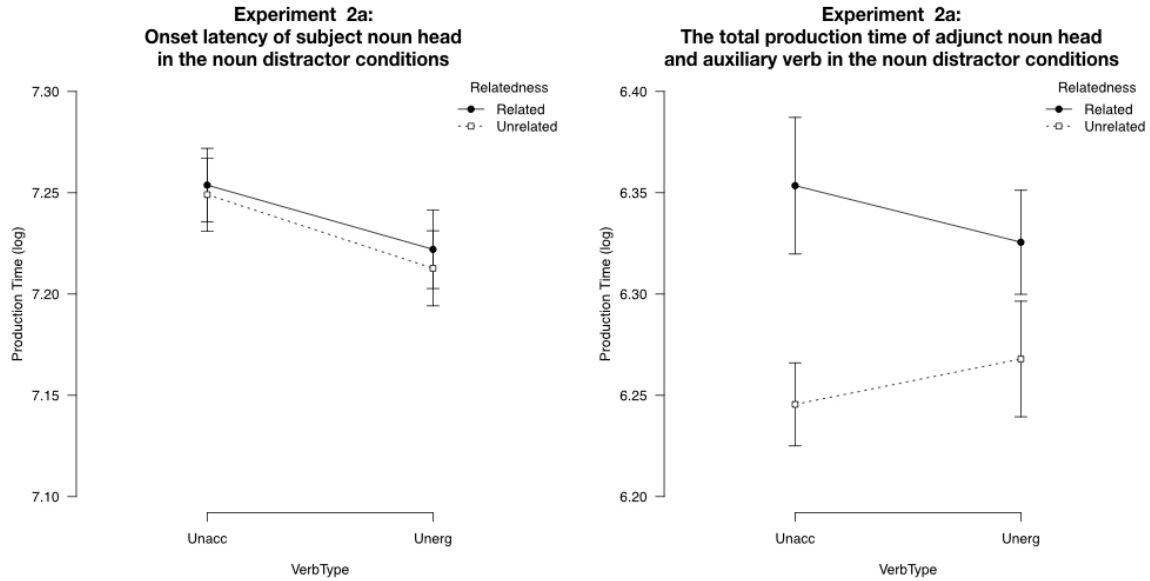 Experiment 2a:
Onset latency of subject noun head
in the noun distractor conditions
Relatedness
Related
Unrelated
Production Time (log)
7.30
7.25
7.20
7.15
7.10
Unacc
Unerg
VerbType
Experiment 2a:
The total production time of adjunct noun head
and auxiliary verb in the noun distractor conditions
Relatedness
Related
Unrelated
Production Time (log)
6.40
6.35
6.30
6.25
6.20
Unacc
Unerg
VerbType